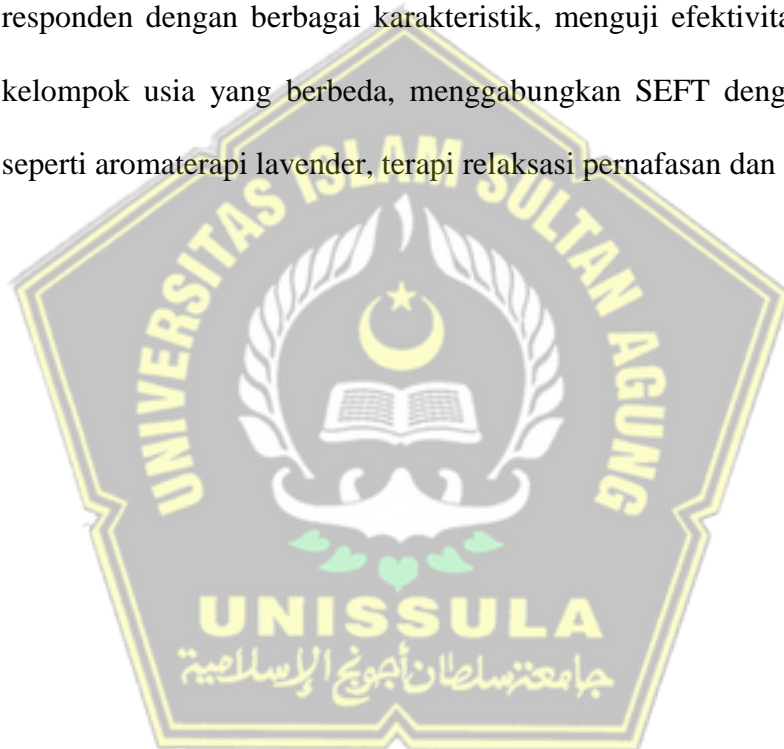 responden dengan berbagai karakteristik, menguji efektivita
kelompok usia yang berbeda, menggabungkan SEFT deng
seperti aromaterapi lavender, terapi relaksasi pernafasan dan
UNIVERSITAS ISLAM SULTAN AGUNG
UNISSULA
جامعة سلطان أجونج الإسلامية